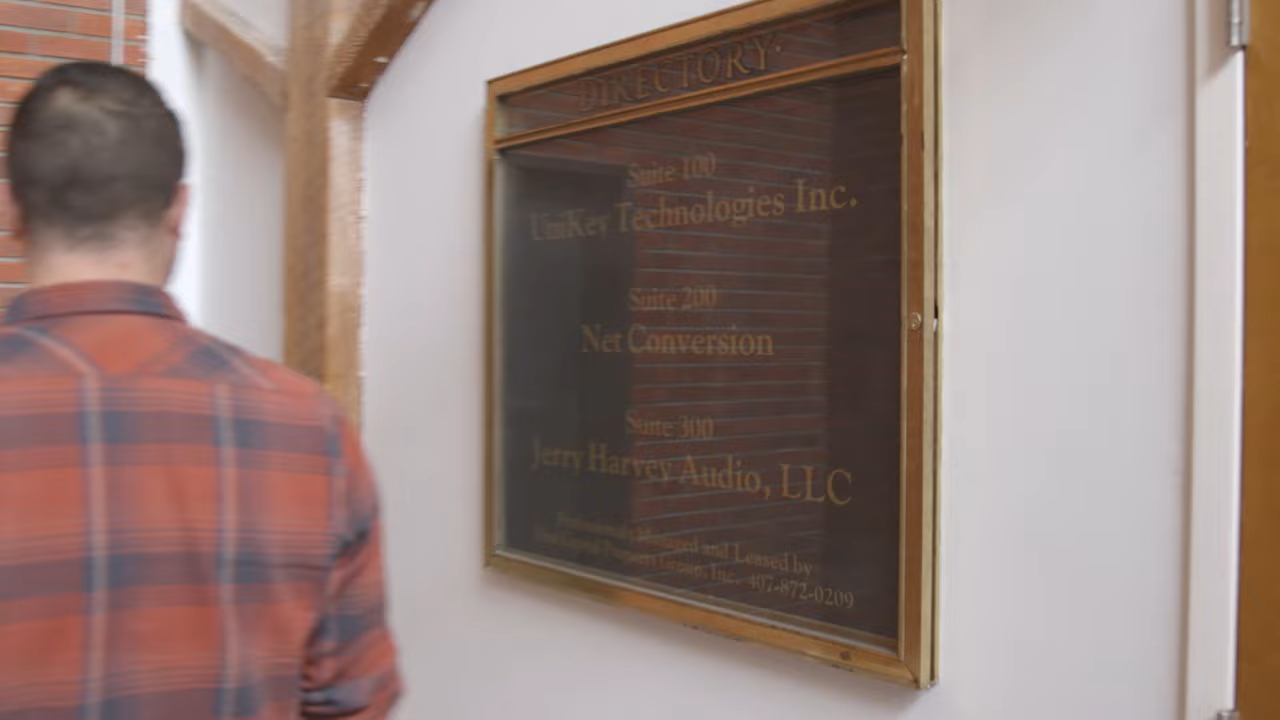 DIRECTORY
Suite 100
UniKey Technologies Inc.
Suite 200
Net Conversion
Suite 300
Jerry Harvey Audio, LLC
Managed and Leased by
Group, Inc. 407-872-0209